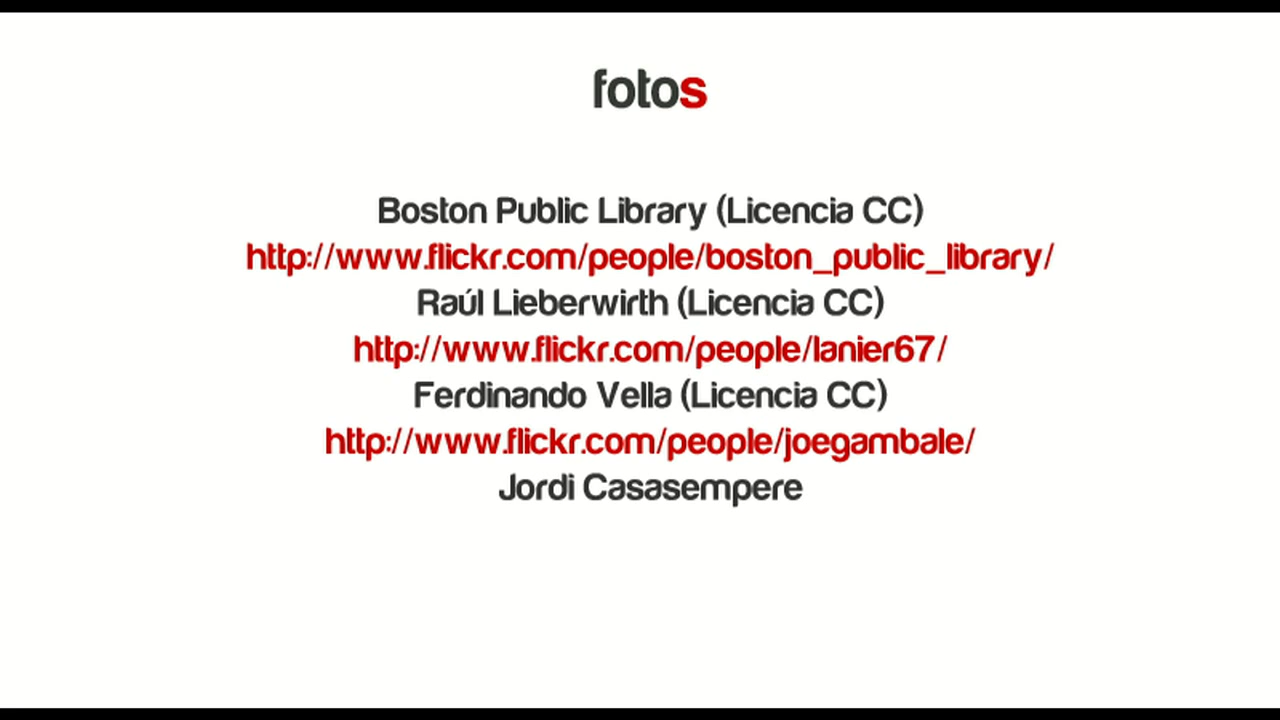 fotos
Boston Public Library (Licencia CC)
http://www.flickr.com/people/boston_public_library/
Raúl Lieberwirth (Licencia CC)
http://www.flickr.com/people/lanier67/
Ferdinando Vella (Licencia CC)
http://www.flickr.com/people/joegambale/
Jordi Casasempere